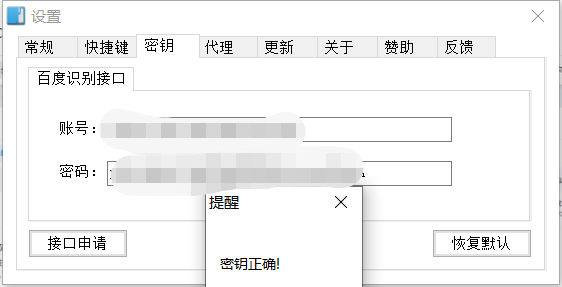 设置
常规 快捷键 密钥 代理 更新 关于 赞助 反馈
百度识别接口
账号：
密码：
提醒
接口申请 恢复默认
密钥正确!